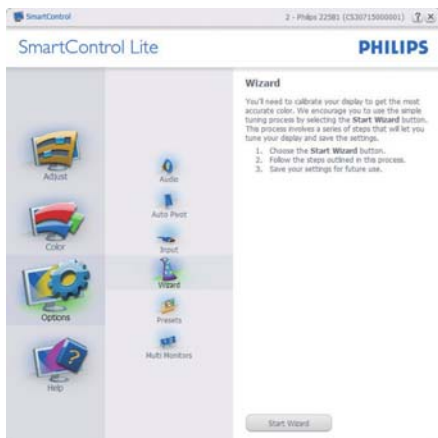 SmartControl
2 - Philips 225B1 (CS30715000001)
SmartControl Lite
PHILIPS
Adjust
Color
Options
Help
Audio
Auto Pivot
Input
Wizard
Presets
Multi Monitors
Wizard
You'll need to calibrate your display to get the most
accurate color. We encourage you to use the simple
tuning process by selecting the Start Wizard button.
This process involves a series of steps that will let you
tune your display and save the settings.
1. Choose the Start Wizard button.
2. Follow the steps outlined in this process.
3. Save your settings for future use.
Start Wizard